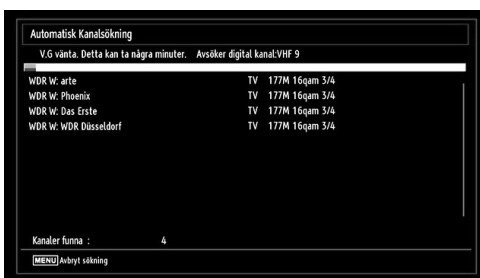 Automatisk Kanalsökning
V.G vänta. Detta kan ta några minuter. Avsöker digital kanal:VHF 9
WDR W: arte TV 177M 16qam 3/4
WDR W: Phoenix TV 177M 16qam 3/4
WDR W: Das Erste TV 177M 16qam 3/4
WDR W: WDR Düsseldorf TV 177M 16qam 3/4
Kanaler funna : 4
MENU Avbryt sökning